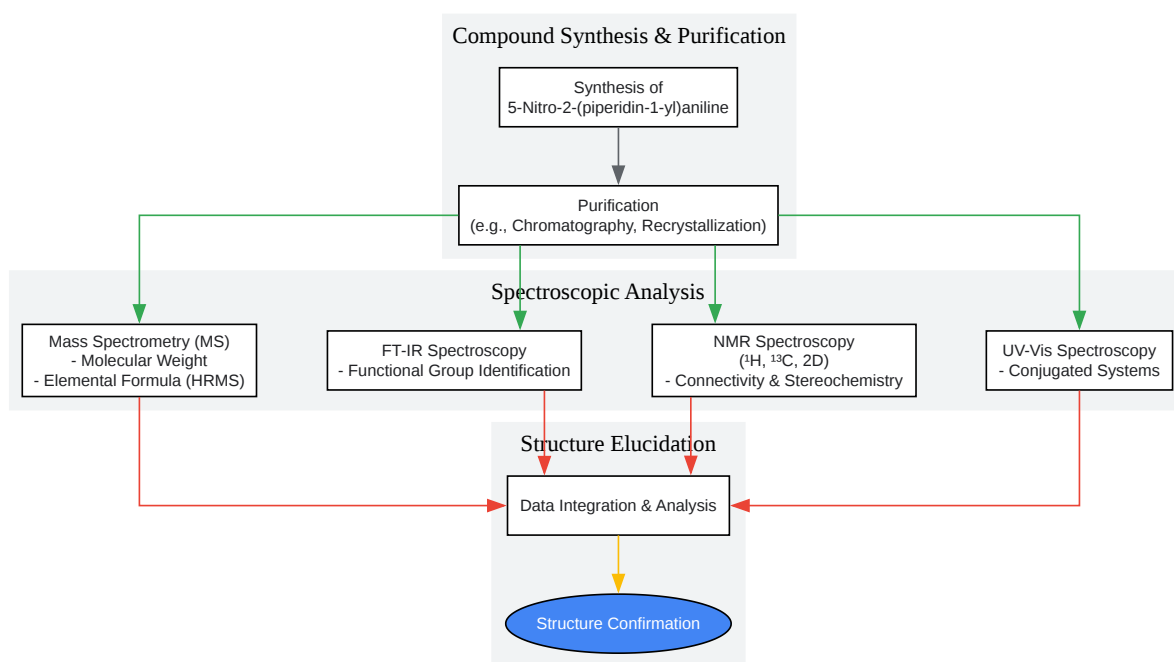 Compound Synthesis & Purification
Synthesis of
5-Nitro-2-(piperidin-1-yl)aniline
Purification
(e.g., Chromatography, Recrystallization)
Spectroscopic Analysis
Mass Spectrometry (MS)
- Molecular Weight
- Elemental Formula (HRMS)
FT-IR Spectroscopy
- Functional Group Identification
NMR Spectroscopy
(¹H, ¹³C, 2D)
- Connectivity & Stereochemistry
UV-Vis Spectroscopy
- Conjugated Systems
Structure Elucidation
Data Integration & Analysis
Structure Confirmation